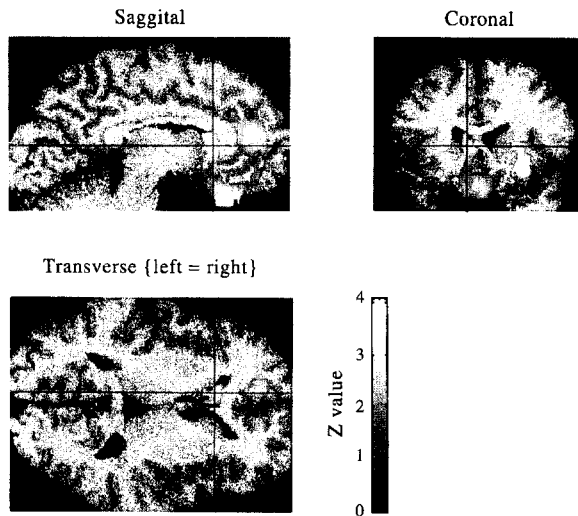 Saggital
Coronal
Transverse {left = right}
4
3
2
1
0
Z value